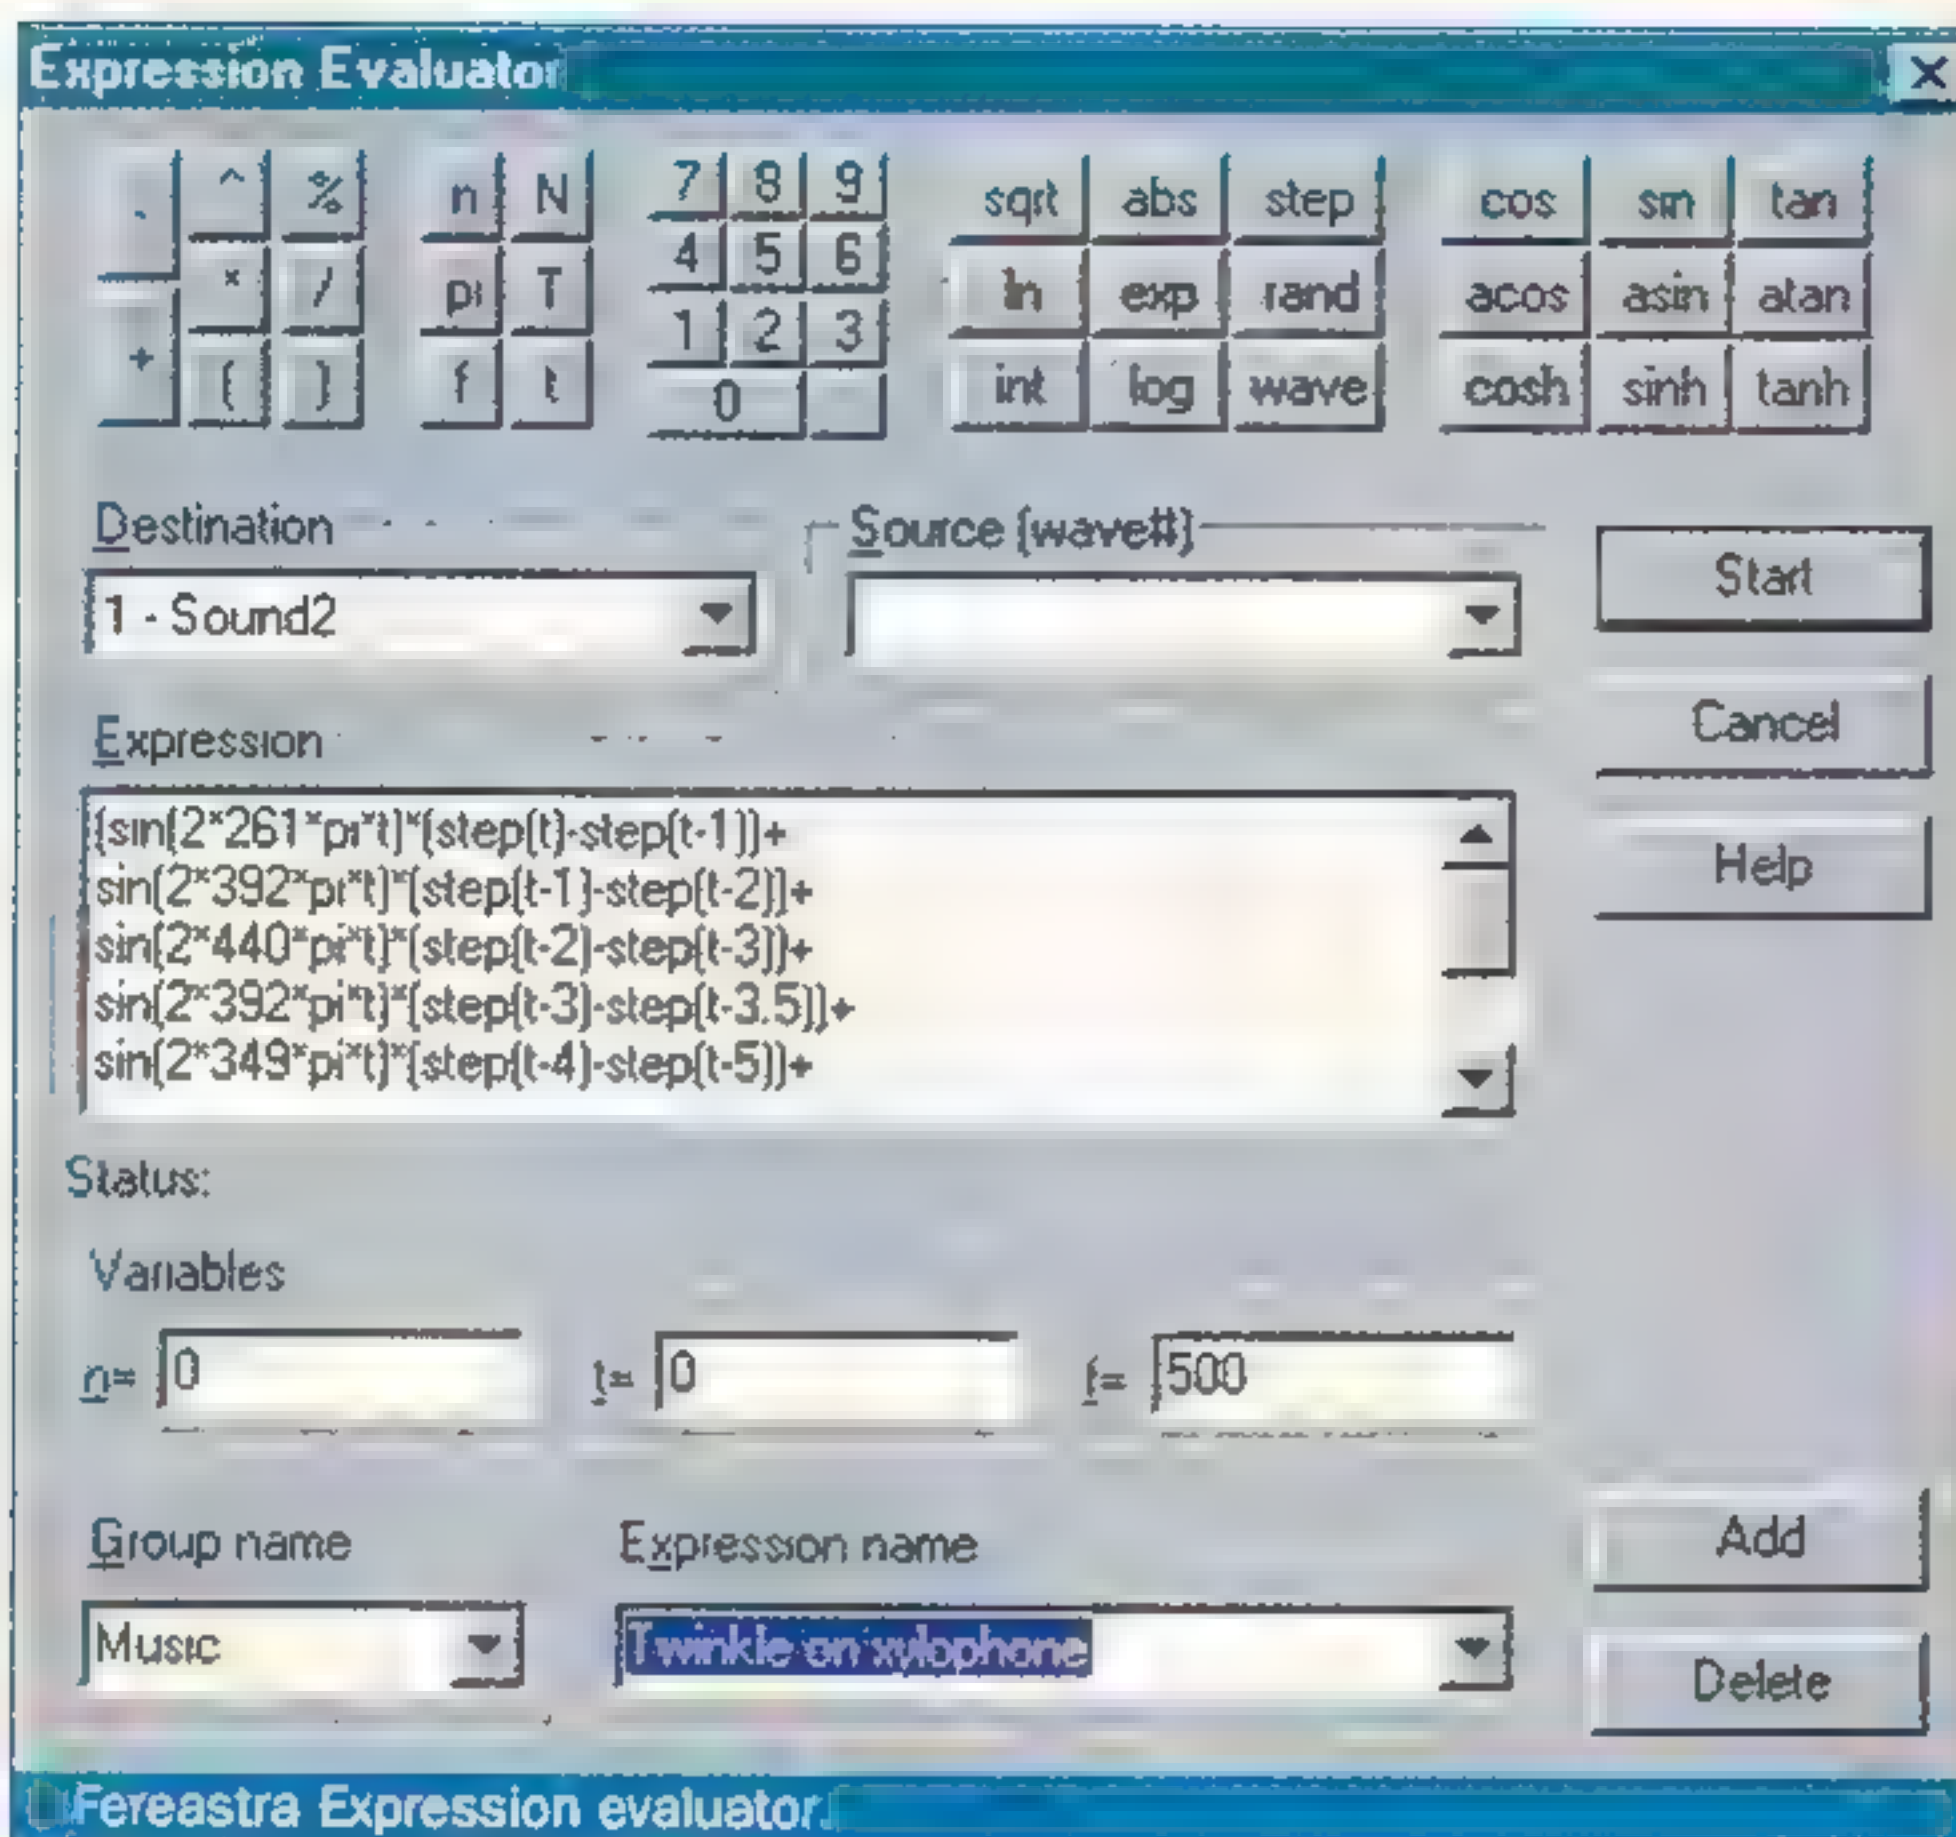 Expression Evaluator
- ^ % n N 7 8 9 sqrt abs step cos sin tan
* / pi T 4 5 6 ln exp rand acos asin atan
+ ( ) f t 1 2 3 int log wave cosh sinh tanh
0
Destination Source (wave#)
1 - Sound2
Start
Cancel
Help
Expression
(sin(2*261*pi*t)*(step(t)-step(t-1))+
sin(2*392*pi*t)*(step(t-1)-step(t-2))+
sin(2*440*pi*t)*(step(t-2)-step(t-3))+
sin(2*392*pi*t)*(step(t-3)-step(t-3.5))+
sin(2*349*pi*t)*(step(t-4)-step(t-5))+
Status:
Variables
n= 0 t= 0 f= 500
Group name Expression name
Music Twinkle on xylophone
Add
Delete
Fereastra Expression evaluator.